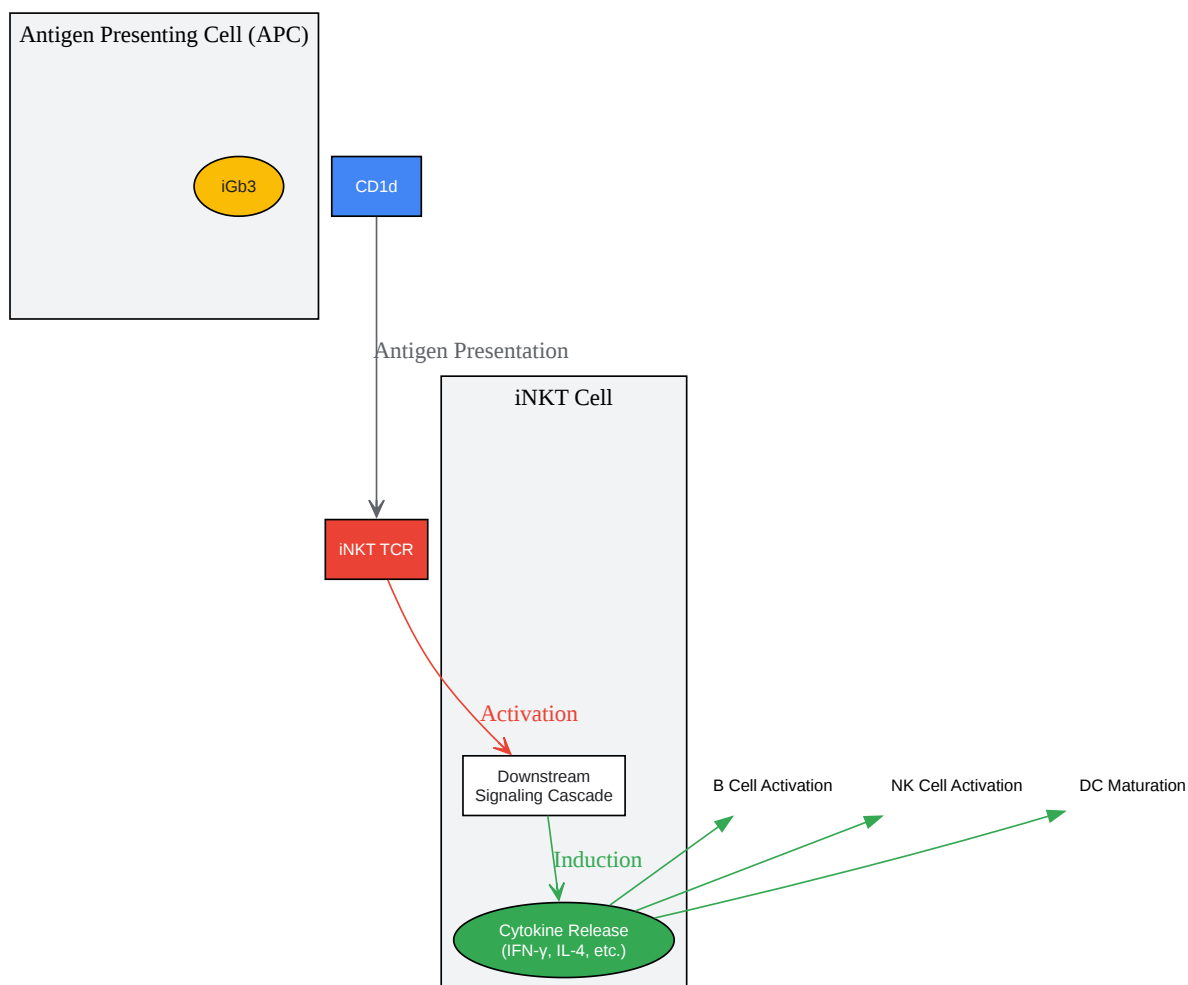 Antigen Presenting Cell (APC)
iGb3
CD1d
Antigen Presentation
iNKT Cell
iNKT TCR
Activation
Downstream
Signaling Cascade
B Cell Activation
NK Cell Activation
DC Maturation
Induction
Cytokine Release
(IFN-γ, IL-4, etc.)